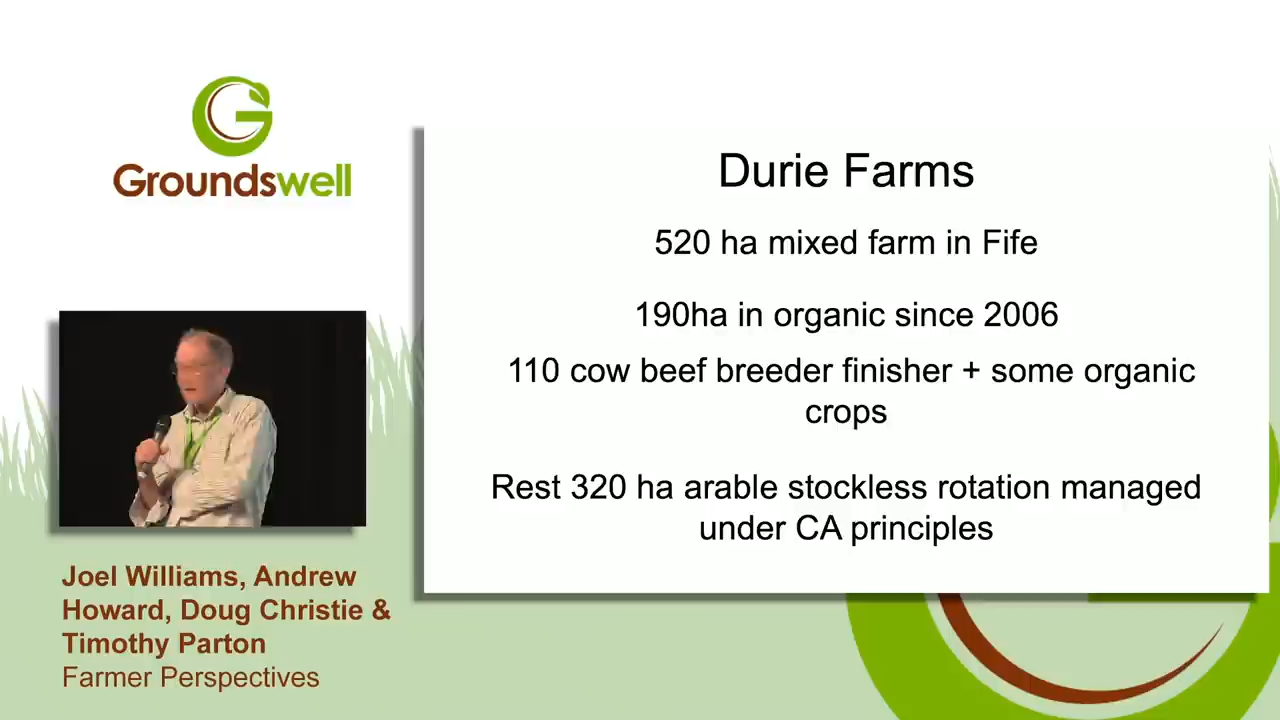 Groundswell
Joel Williams, Andrew
Howard, Doug Christie &
Timothy Parton
Farmer Perspectives
Durie Farms
520 ha mixed farm in Fife
190ha in organic since 2006
110 cow beef breeder finisher + some organic
crops
Rest 320 ha arable stockless rotation managed
under CA principles